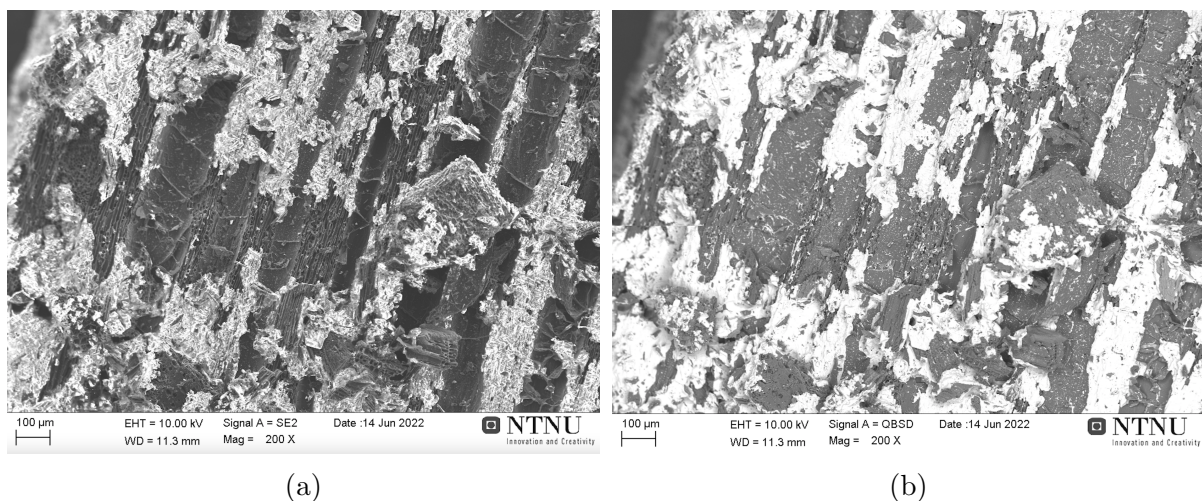 100 µm
EHT = 10.00 kV
WD = 11.3 mm
Signal A = SE2
Mag = 200 X
Date :14 Jun 2022
NTNU
Innovation and Creativity
100 µm
EHT = 10.00 kV
WD = 11.3 mm
Signal A = QBSD
Mag = 200 X
Date :14 Jun 2022
NTNU
Innovation and Creativity
(a)
(b)